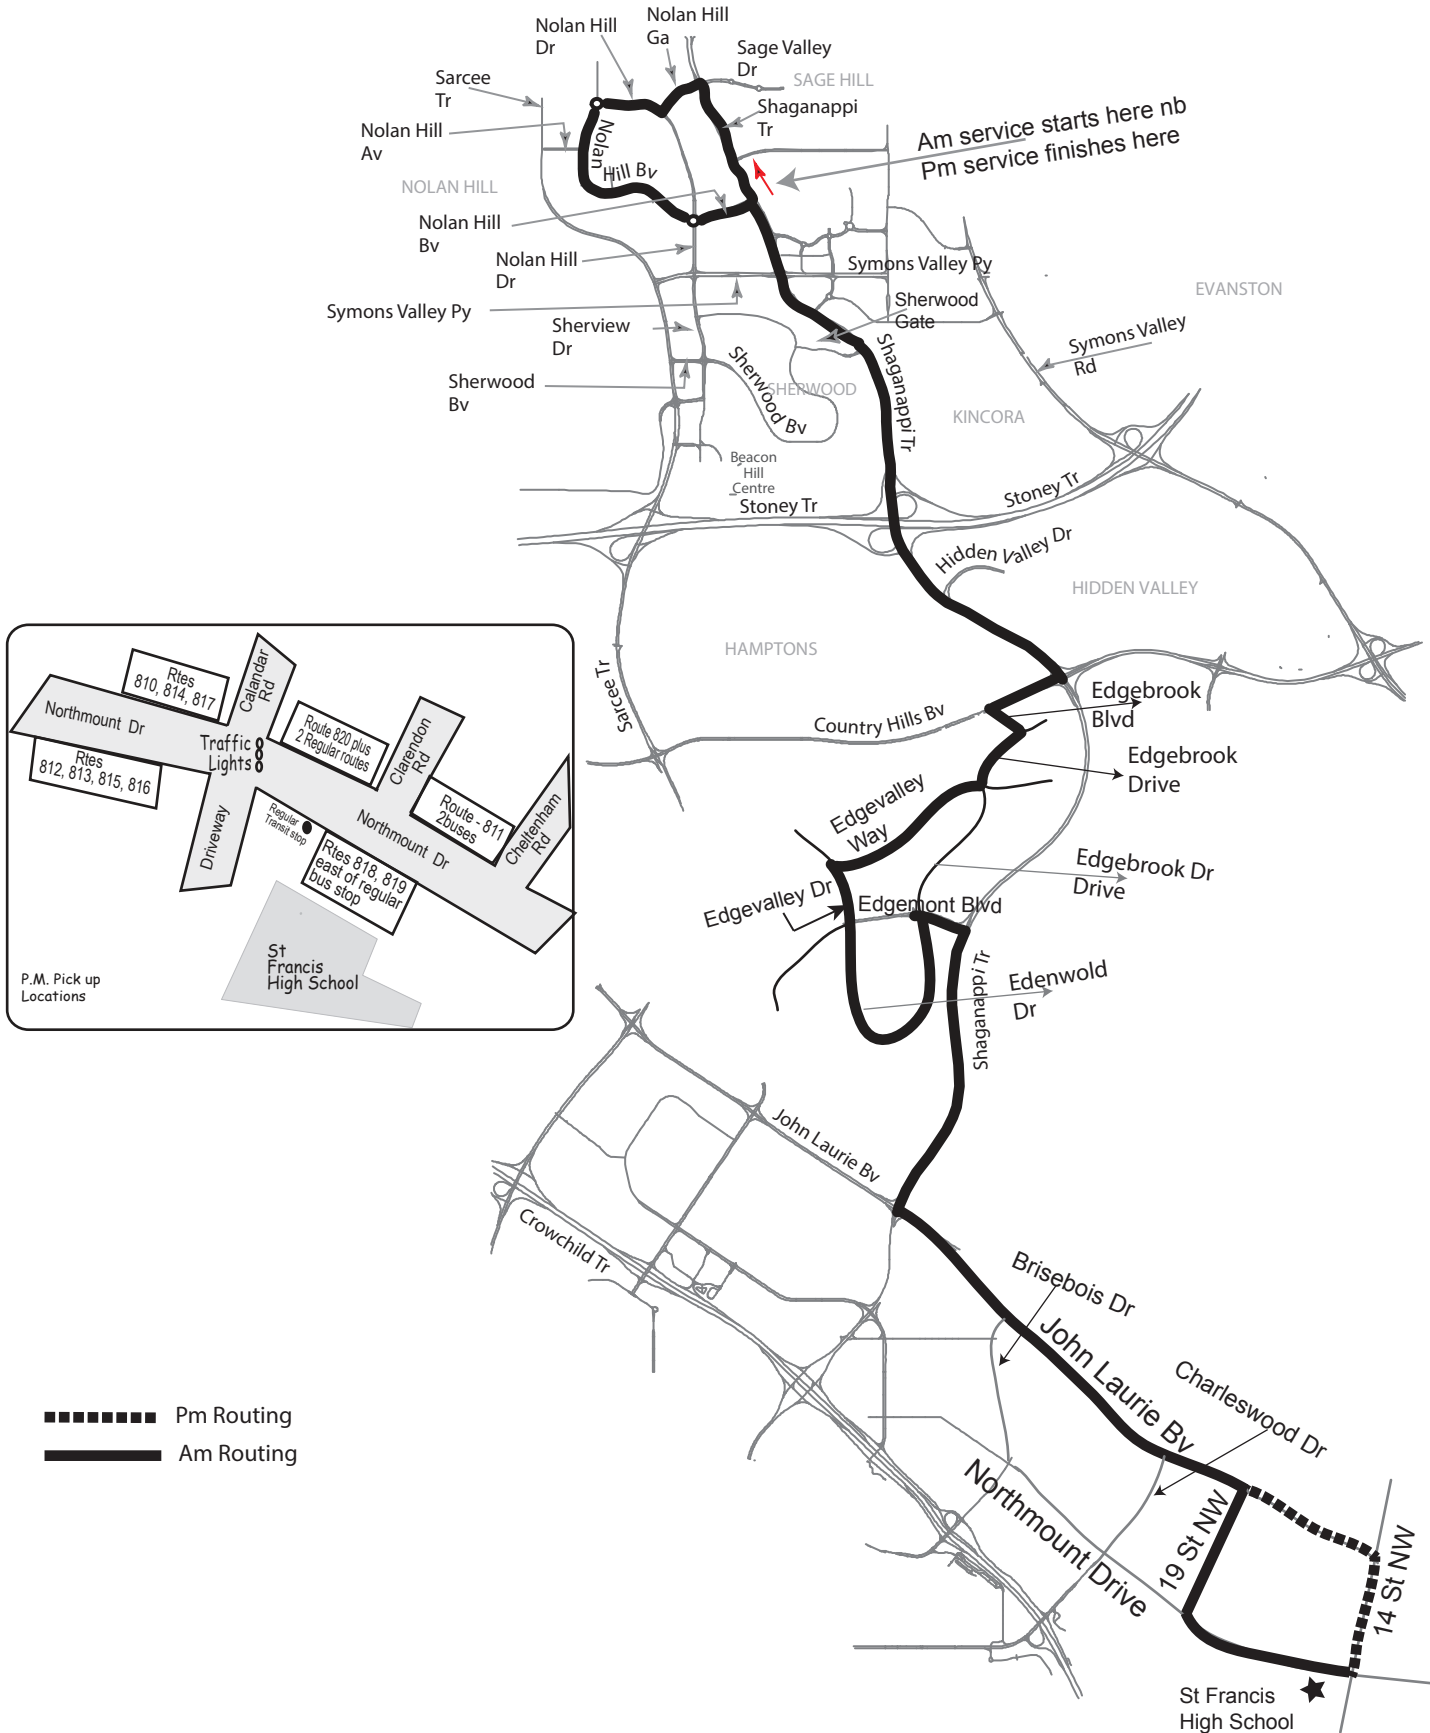 Nolan Hill
Dr
Nolan Hill
Ga
Sage Valley
Dr
SAGE HILL
Sarcee
Tr
Shaganappi
Tr
Nolan Hill
Av
Am service starts here nb
Pm service finishes here
Nolan
Hill Bv
NOLAN HILL
Nolan Hill
Bv
Nolan Hill
Dr
Symons Valley Py
EVANSTON
Symons Valley Py
Sherwood
Gate
Sherview
Dr
Symons Valley
Rd
Shaganappi Tr
Sherwood
Bv
Sherwood Bv
SHERWOOD
KINCORA
Beacon
Hill
Centre
Stoney Tr
Stoney Tr
Hidden Valley Dr
HIDDEN VALLEY
HAMPTONS
Sarcee Tr
Edgebrook
Blvd
Country Hills Bv
Edgebrook
Drive
Edgevalley
Way
Edgebrook Dr
Drive
Edgevalley Dr
Edgemont Blvd
Edenwold
Dr
Shaganappi Tr
Rtes
810, 814, 817
Calandar
Rd
Northmount Dr
Traffic
Lights
Route 820 plus
2 Regular routes
Clarendon
Rd
Rtes
812, 813, 815, 816
Route - 811
2buses
Cheltenham
Rd
Driveway
Regular
Transit stop
Northmount Dr
Rtes 818, 819
east of regular
bus stop
St
Francis
High School
P.M. Pick up
Locations
John Laurie Bv
Crowchild Tr
Brisebois Dr
John Laurie Bv
Charleswood Dr
Pm Routing
Am Routing
Northmount Drive
19 St NW
14 St NW
St Francis
High School